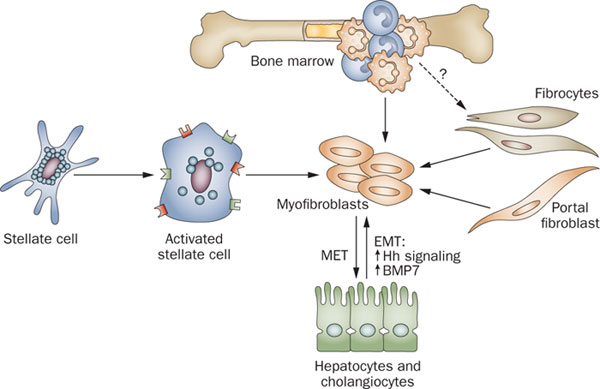 Bone marrow
?
Fibrocytes
Stellate cell
Activated
stellate cell
Myofibroblasts
Portal
fibroblast
MET
EMT:
↑Hh signaling
↑BMP7
Hepatocytes and
cholangiocytes